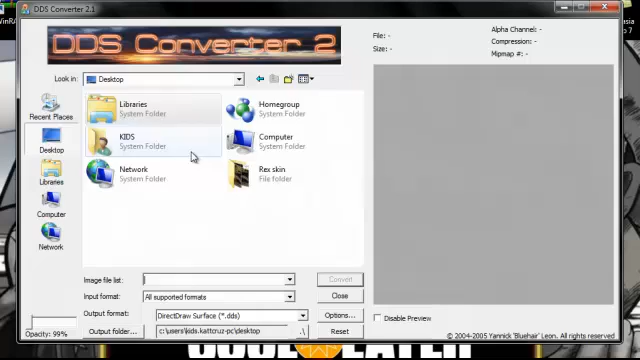 DDS Converter 2.1
DDS Converter 2
File: -
Size: -
Alpha Channel: -
Compression: -
Mipmap #: -
Look in:
Desktop
Recent Places
Desktop
Libraries
Computer
Network
Libraries
System Folder
Homegroup
System Folder
KIDS
System Folder
Computer
System Folder
Network
System Folder
Rex skin
File folder
Image file list:
Convert
Input format:
All supported formats
Close
Output format:
DirectDraw Surface (*.dds)
Options...
Output folder...
c:\users\kids.kattcruz-pc\desktop
.\
Reset
Opacity: 99%
Disable Preview
© 2004-2005 Yannick 'Bluehair' Leon. All rights reserved.